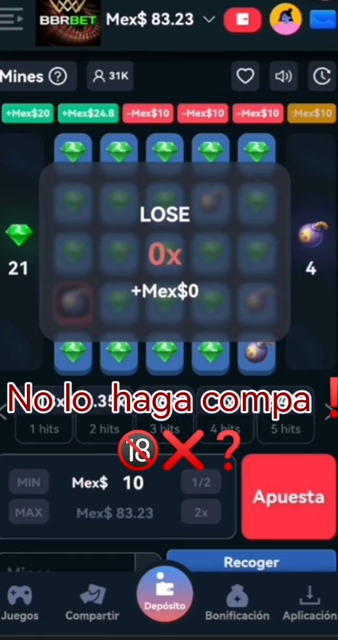 BBRBET
Mex$ 83.23
Mines ?
31K
+Mex$20 +Mex$24.8 -Mex$10 -Mex$10 -Mex$10
LOSE
0x
+Mex$0
21
4
No lo haga compa❗
🔞❌❓
1 hits 2 hits 3 hits 4 hits 5 hits
MIN Mex$ 10 1/2
MAX Mex$ 83.23 2x
Apuesta
Recoger
Juegos Compartir Depósito Bonificación Aplicación